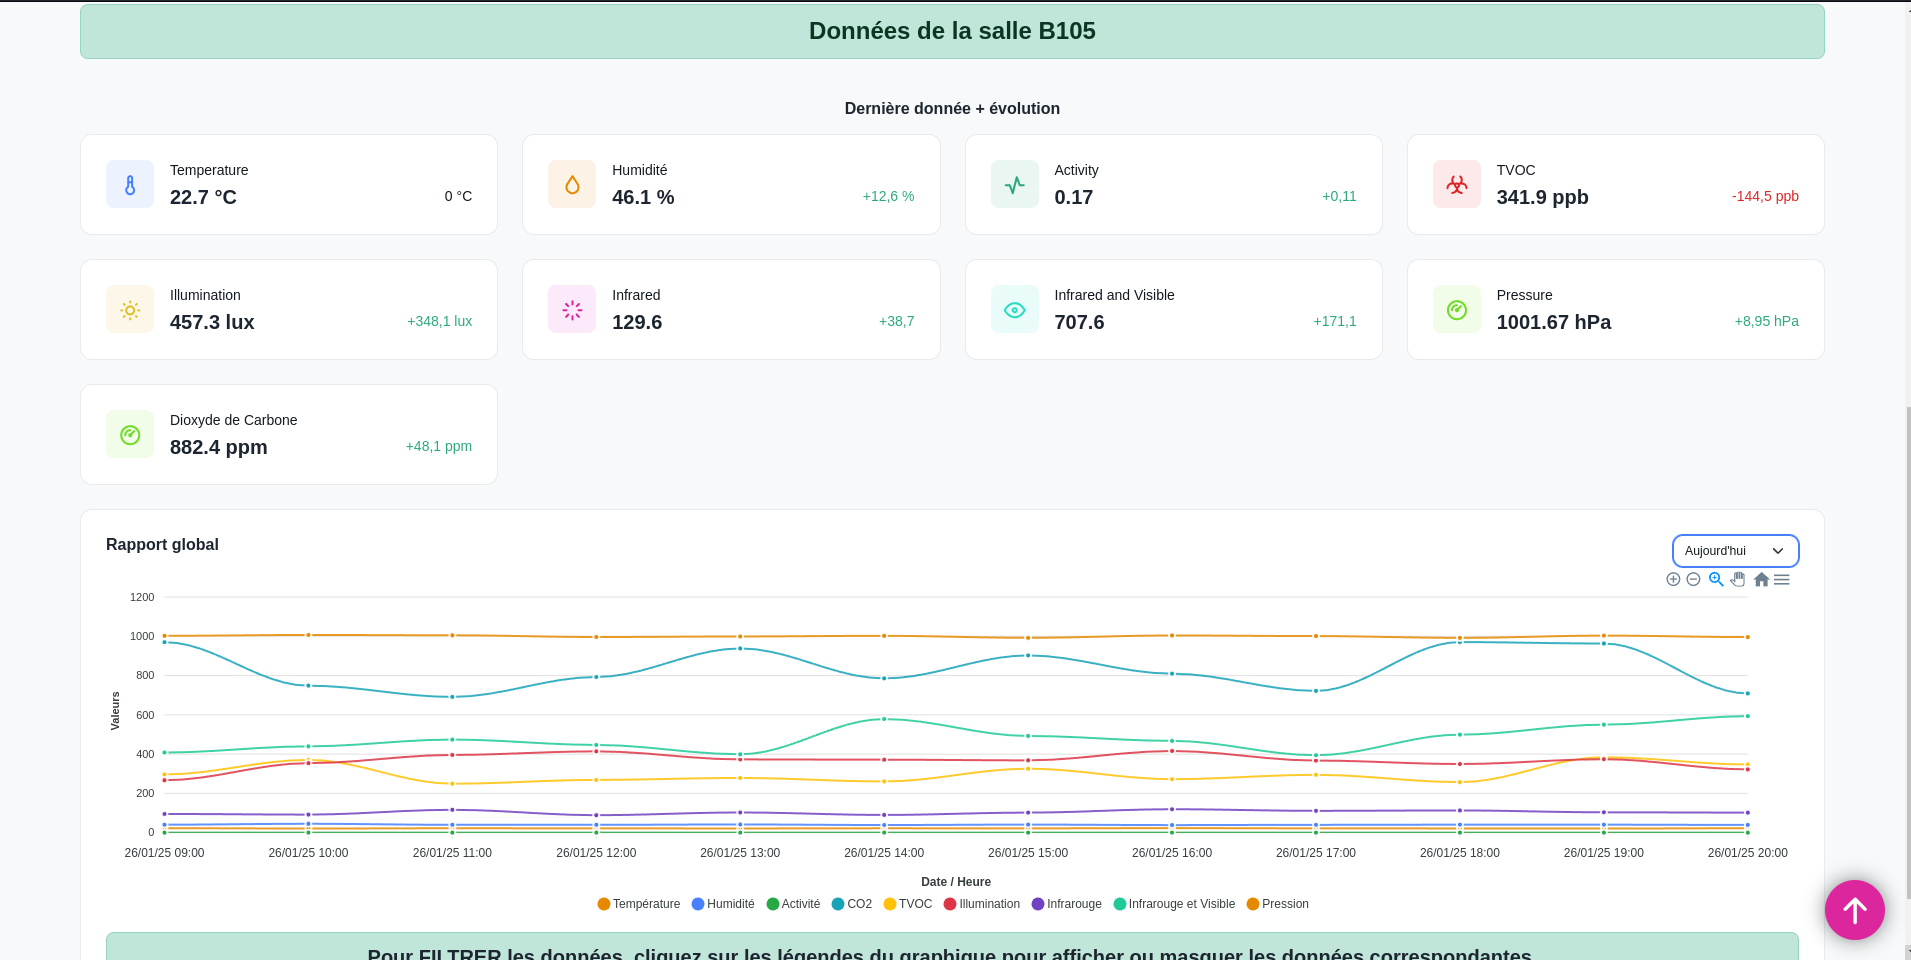 Données de la salle B105
Dernière donnée + évolution
Temperature
22.7 °C
0 °C
Humidité
46.1 %
+12,6 %
Activity
0.17
+0,11
TVOC
341.9 ppb
-144,5 ppb
Illumination
457.3 lux
+348,1 lux
Infrared
129.6
+38,7
Infrared and Visible
707.6
+171,1
Pressure
1001.67 hPa
+8,95 hPa
Dioxyde de Carbone
882.4 ppm
+48,1 ppm
Rapport global
Aujourd'hui
1200
1000
800
600
400
200
0
Valeurs
26/01/25 09:00
26/01/25 10:00
26/01/25 11:00
26/01/25 12:00
26/01/25 13:00
26/01/25 14:00
26/01/25 15:00
26/01/25 16:00
26/01/25 17:00
26/01/25 18:00
26/01/25 19:00
26/01/25 20:00
Date / Heure
Température
Humidité
Activité
CO2
TVOC
Illumination
Infrarouge
Infrarouge et Visible
Pression
Pour FILTRER les données, cliquez sur les légendes du graphique pour afficher ou masquer les données correspondantes